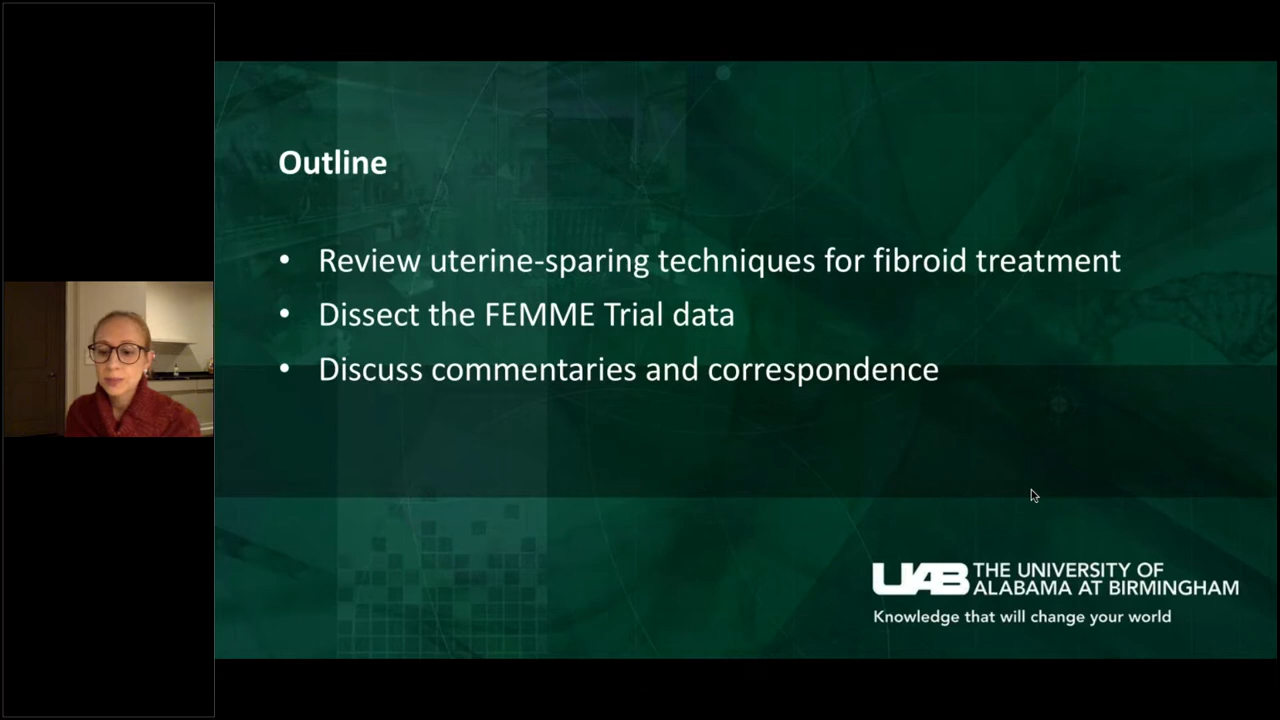 Outline
• Review uterine-sparing techniques for fibroid treatment
• Dissect the FEMME Trial data
• Discuss commentaries and correspondence
UAB THE UNIVERSITY OF
ALABAMA AT BIRMINGHAM
Knowledge that will change your world